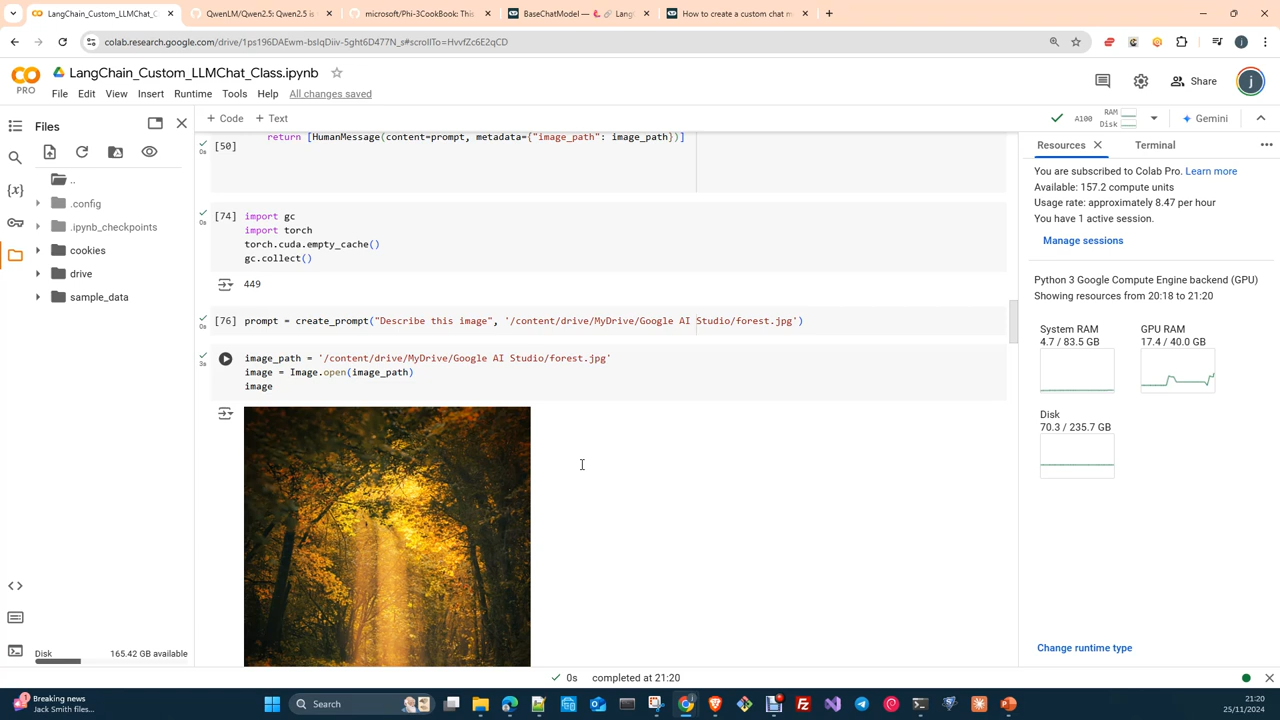 LangChain_Custom_LLMChat_C
QwenLM/Qwen2.5: Qwen2.5 is
microsoft/Phi-3CookBook: This
BaseChatModel — 🦜🔗 Lang
How to create a custom chat m
colab.research.google.com/drive/1ps196DAEwm-bsIqDiiv-5ght6D477N_s#scrollTo=HvvfZc6E2qCD
PRO
LangChain_Custom_LLMChat_Class.ipynb
File Edit View Insert Runtime Tools Help All changes saved
Share
j
Files
+ Code + Text
A100
RAM
Disk
Gemini
..
.config
.ipynb_checkpoints
cookies
drive
sample_data
Disk
165.42 GB available
[50]
0s
return [HumanMessage(content=prompt, metadata={"image_path": image_path})]
[74]
0s
import gc
import torch
torch.cuda.empty_cache()
gc.collect()
449
[76]
0s
prompt = create_prompt("Describe this image", '/content/drive/MyDrive/Google AI Studio/forest.jpg')
3s
image_path = '/content/drive/MyDrive/Google AI Studio/forest.jpg'
image = Image.open(image_path)
image
Resources
Terminal
You are subscribed to Colab Pro. Learn more
Available: 157.2 compute units
Usage rate: approximately 8.47 per hour
You have 1 active session.
Manage sessions
Python 3 Google Compute Engine backend (GPU)
Showing resources from 20:18 to 21:20
System RAM
4.7 / 83.5 GB
GPU RAM
17.4 / 40.0 GB
Disk
70.3 / 235.7 GB
Change runtime type
0s completed at 21:20
1
Breaking news
Jack Smith files...
Search
21:20
25/11/2024